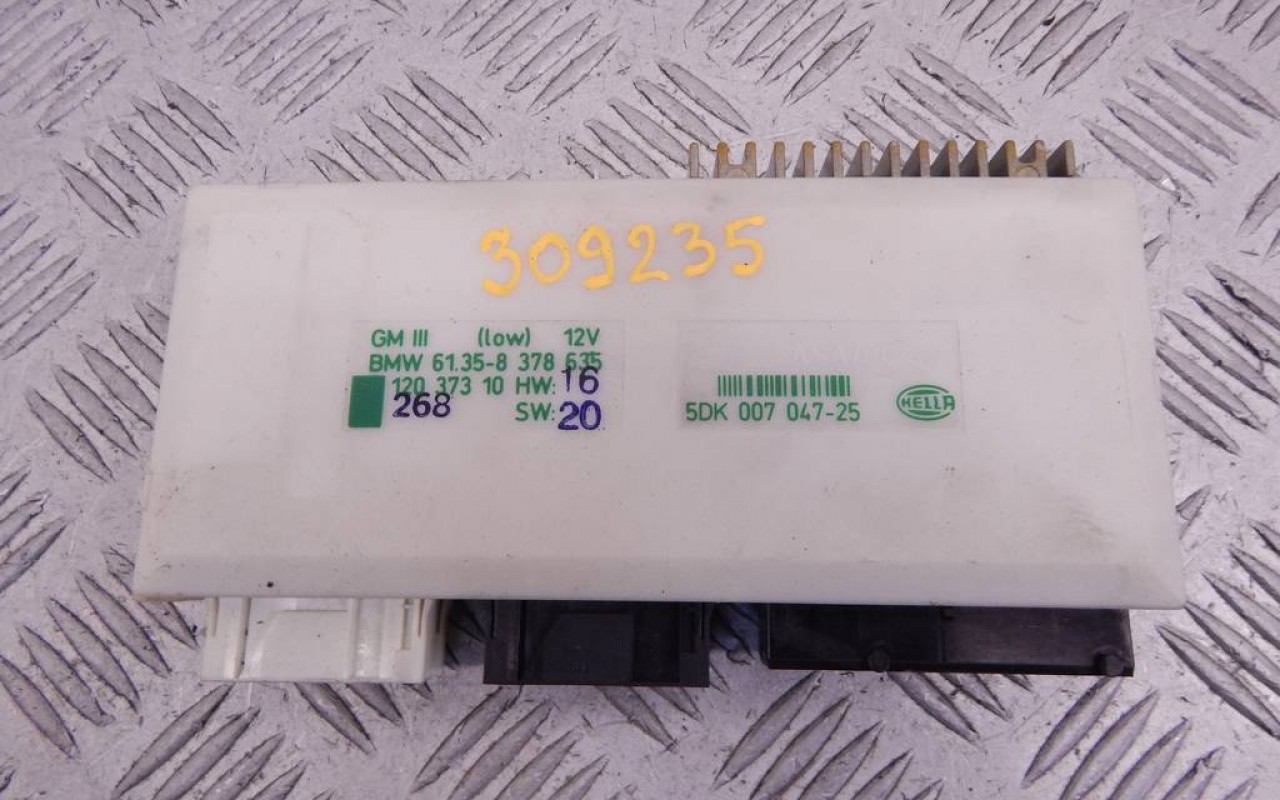 309235
GM III (low) 12V
BMW 61.35-8 378 635
120 373 10 HW: 16
268 SW: 20
5DK 007 047-25
HELLA